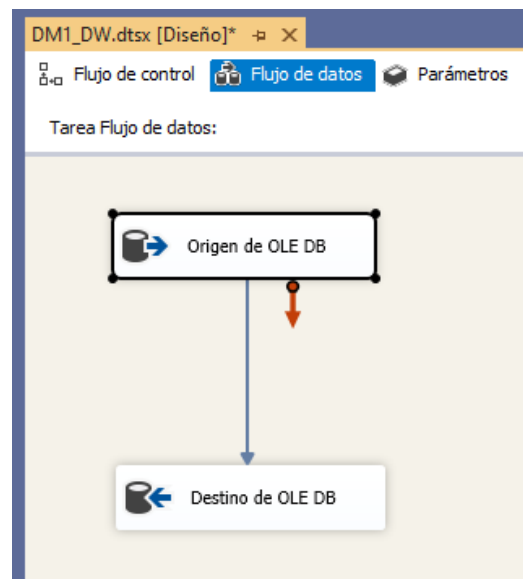 DM1_DW.dtsx [Diseño]*
Flujo de control Flujo de datos Parámetros
Tarea Flujo de datos:
Origen de OLE DB
Destino de OLE DB